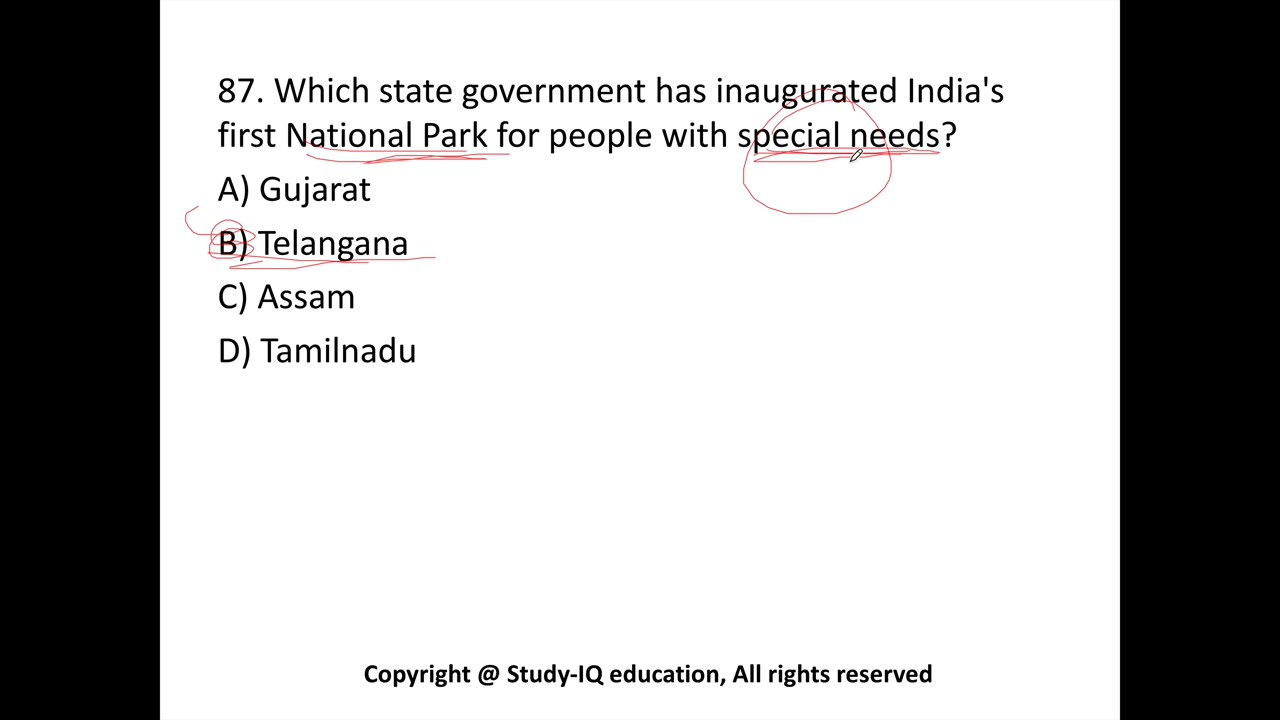 87. Which state government has inaugurated India's
first National Park for people with special needs?
A) Gujarat
B) Telangana
C) Assam
D) Tamilnadu
Copyright @ Study-IQ education, All rights reserved